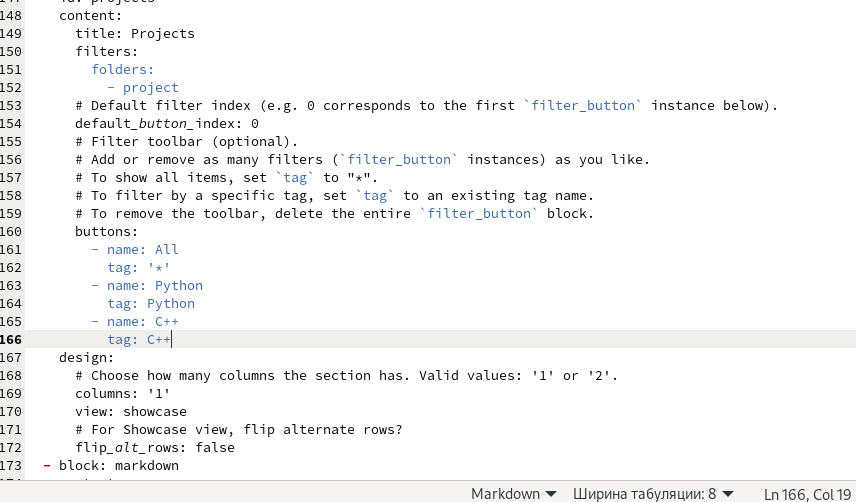 148 content:
149 title: Projects
150 filters:
151 folders:
152 - project
153 # Default filter index (e.g. 0 corresponds to the first `filter_button` instance below).
154 default_button_index: 0
155 # Filter toolbar (optional).
156 # Add or remove as many filters (`filter_button` instances) as you like.
157 # To show all items, set `tag` to "*".
158 # To filter by a specific tag, set `tag` to an existing tag name.
159 # To remove the toolbar, delete the entire `filter_button` block.
160 buttons:
161 - name: All
162 tag: '*'
163 - name: Python
164 tag: Python
165 - name: C++
166 tag: C++
167 design:
168 # Choose how many columns the section has. Valid values: '1' or '2'.
169 columns: '1'
170 view: showcase
171 # For Showcase view, flip alternate rows?
172 flip_alt_rows: false
173 - block: markdown
Markdown Ширина табуляции: 8 Ln 166, Col 19